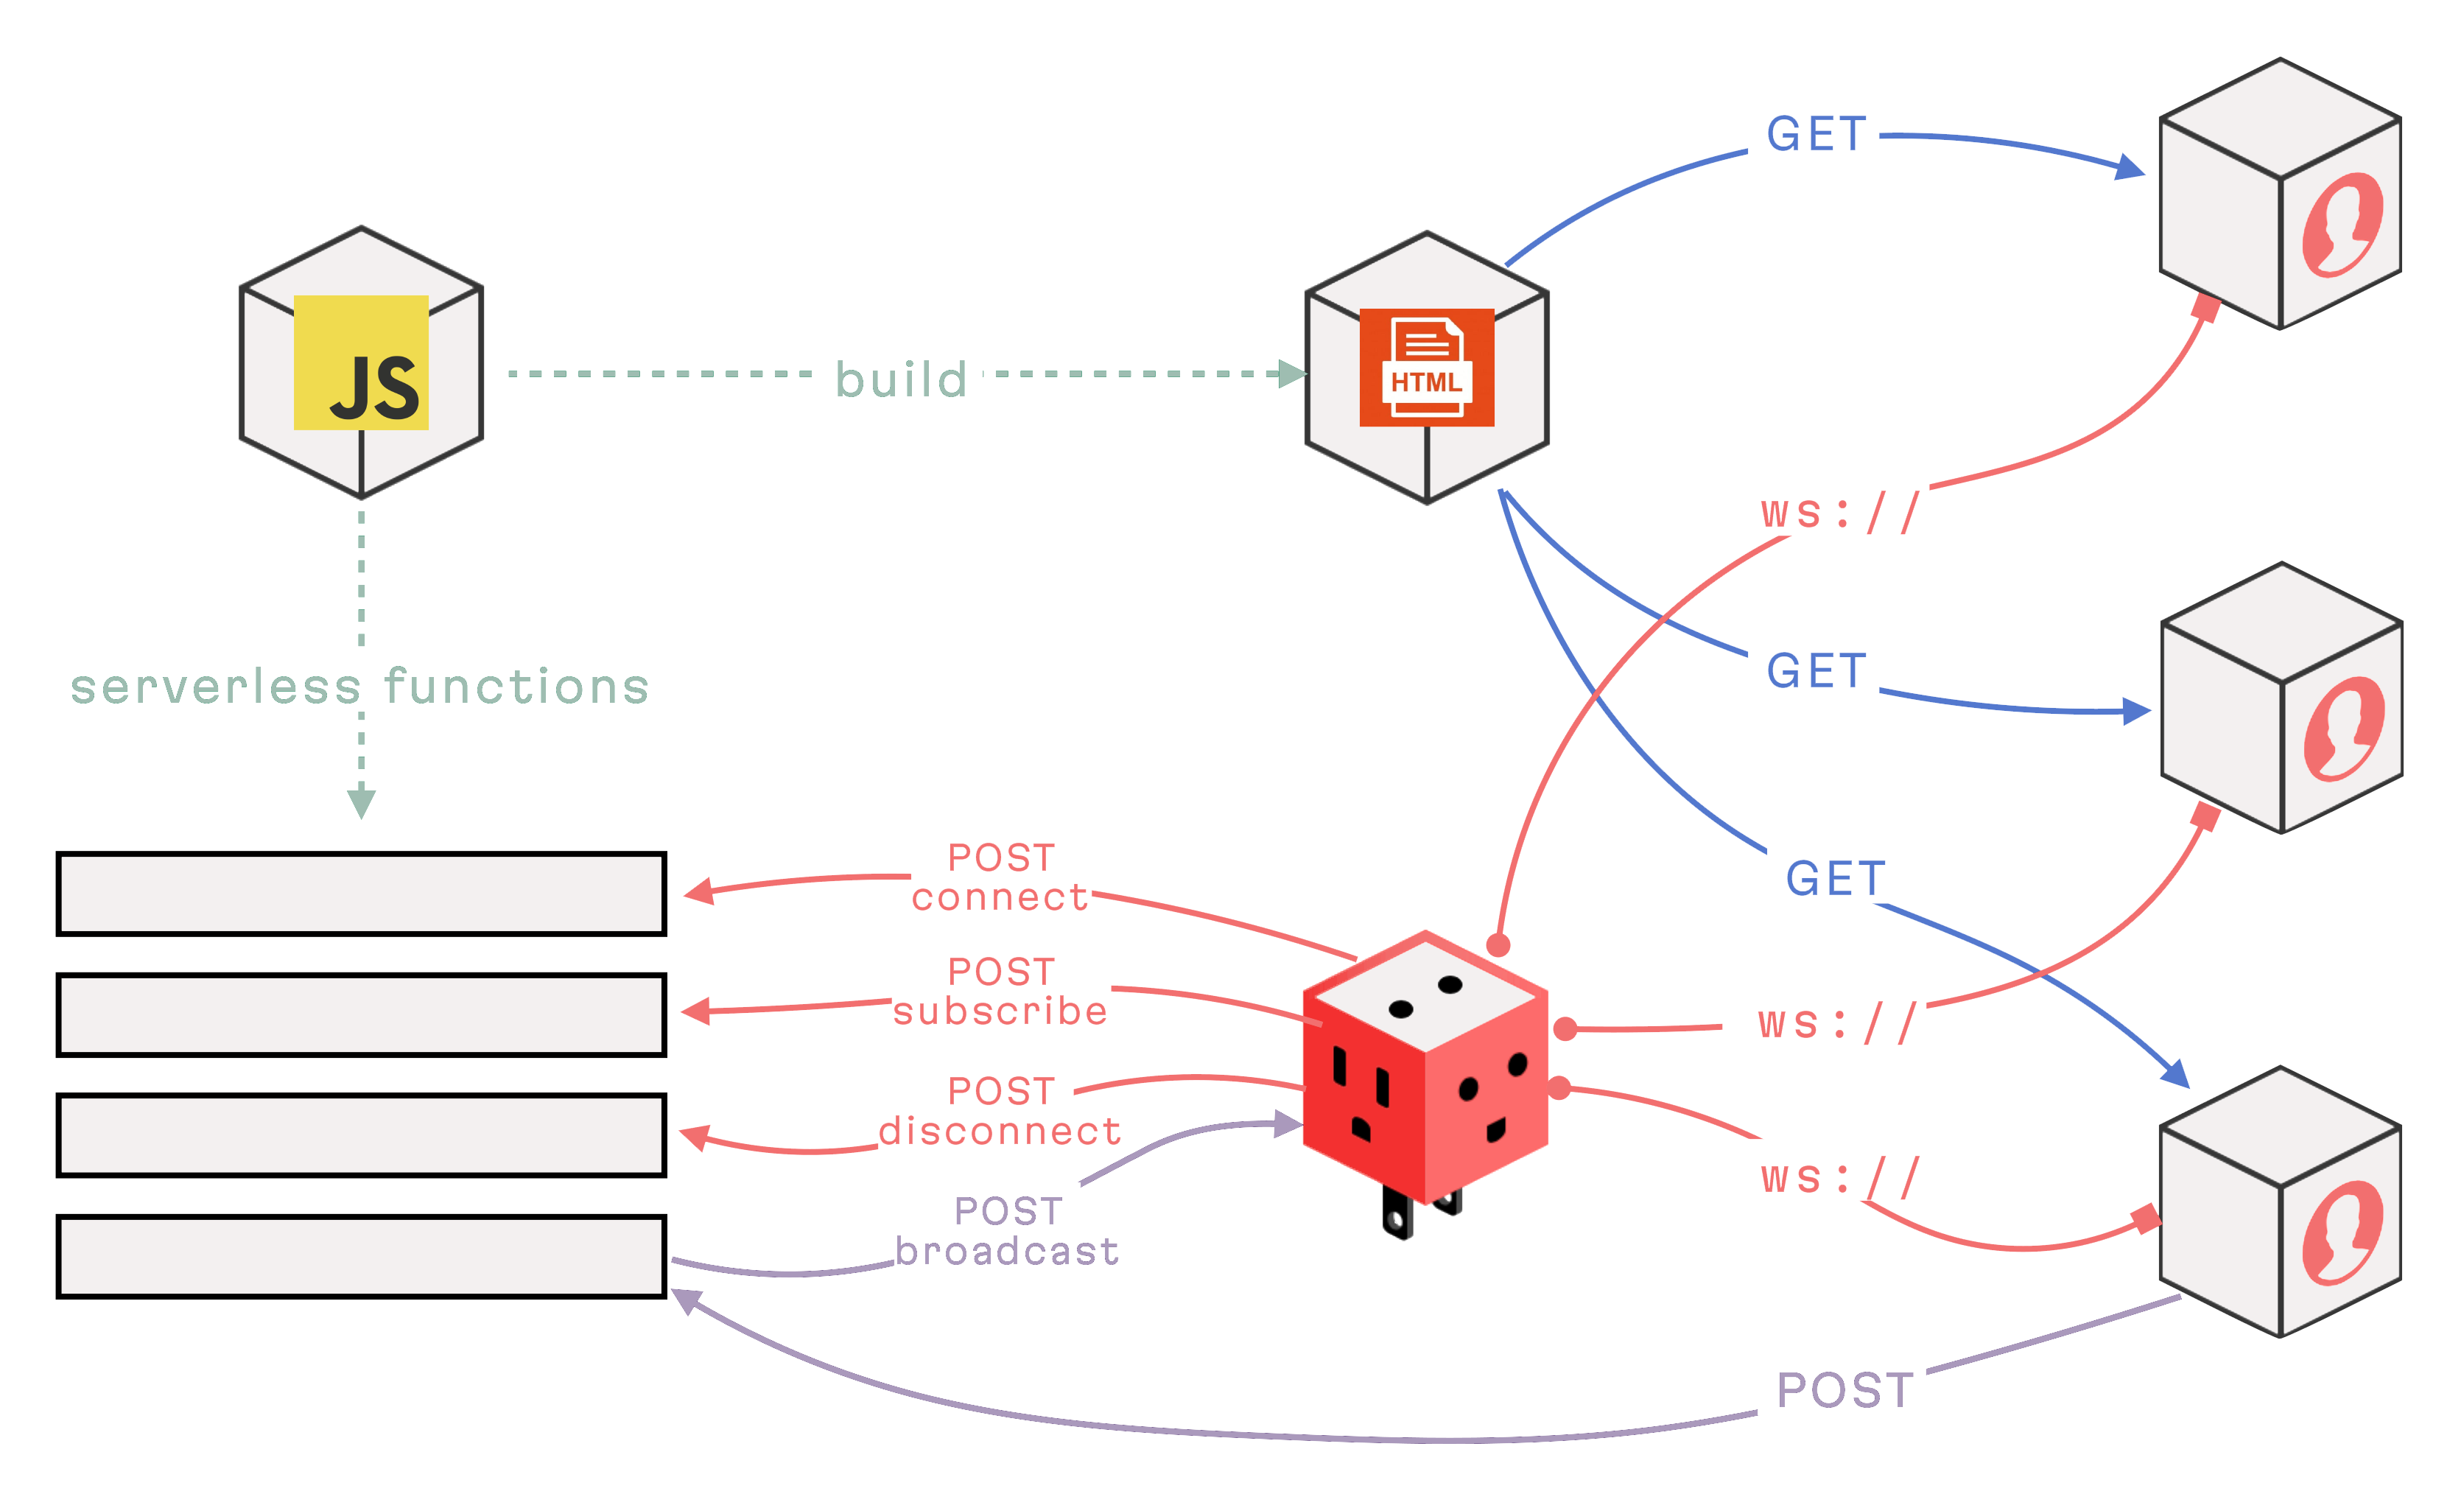 GET
JS
HTML
build
ws://
GET
serverless functions
GET
POST
connect
POST
subscribe
ws://
POST
disconnect
ws://
POST
broadcast
POST